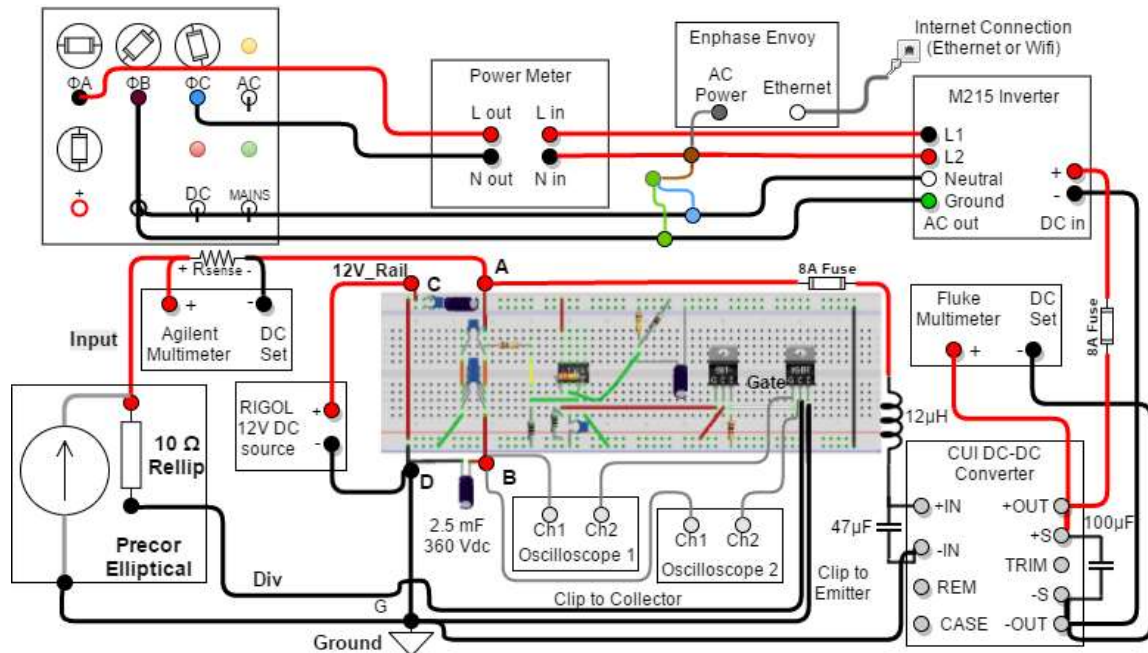 ΦA
ΦB
ΦC
AC
+
-
DC
MAINS
Power Meter
L out
L in
N out
N in
Enphase Envoy
AC
Power
Ethernet
Internet Connection
(Ethernet or Wifi)
M215 Inverter
L1
L2
Neutral
Ground
AC out
+
-
DC in
+ Rsense -
+
-
Agilent
Multimeter
DC
Set
Input
10 Ω
Rellip
Precor
Elliptical
12V_Rail
C
A
RIGOL
12V DC
source
+
-
D
B
Gate
8A Fuse
12µH
Fluke
Multimeter
DC
Set
+
-
8A Fuse
2.5 mF
360 Vdc
Ch1
Ch2
Oscilloscope 1
Ch1
Ch2
Oscilloscope 2
Clip to Collector
Clip to
Emitter
Div
G
Ground
47µF
CUI DC-DC
Converter
+IN
-IN
REM
CASE
+OUT
+S
TRIM
-S
-OUT
100µF